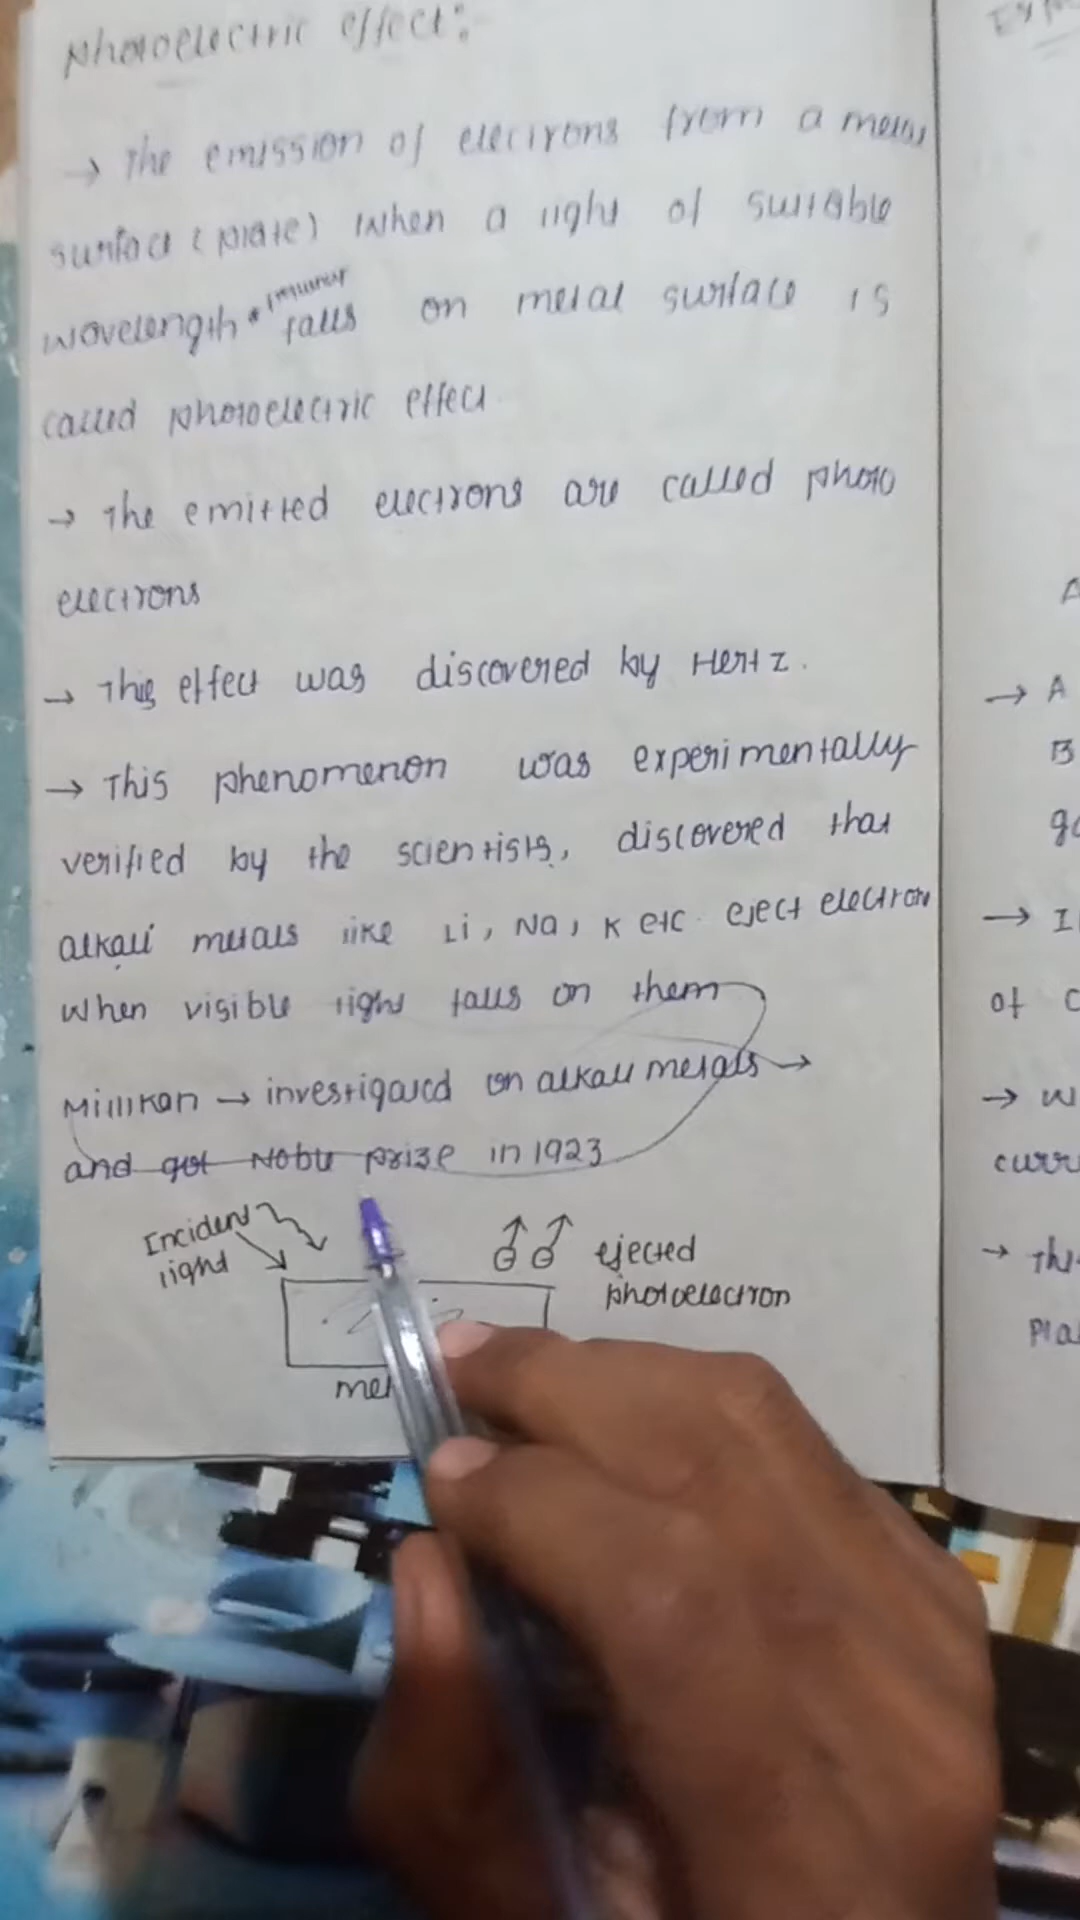 photoelectric effect:-
→ The emission of electrons from a metal
surface (plate) when a light of suitable
wavelength * falls on metal surface is
called photoelectric effect.
→ The emitted electrons are called photo
electrons
→ This effect was discovered by Hertz.
→ This phenomenon was experimentally
verified by the scientists, discovered that
alkali metals like Li, Na, K etc. eject electron
when visible light falls on them
Millikan → investigated on alkali metals →
and got Noble prize in 1923
Incident light
ejected
photoelectron
A
→ A
B
→ I
of C
→ W
curr
→ Thi
Pla